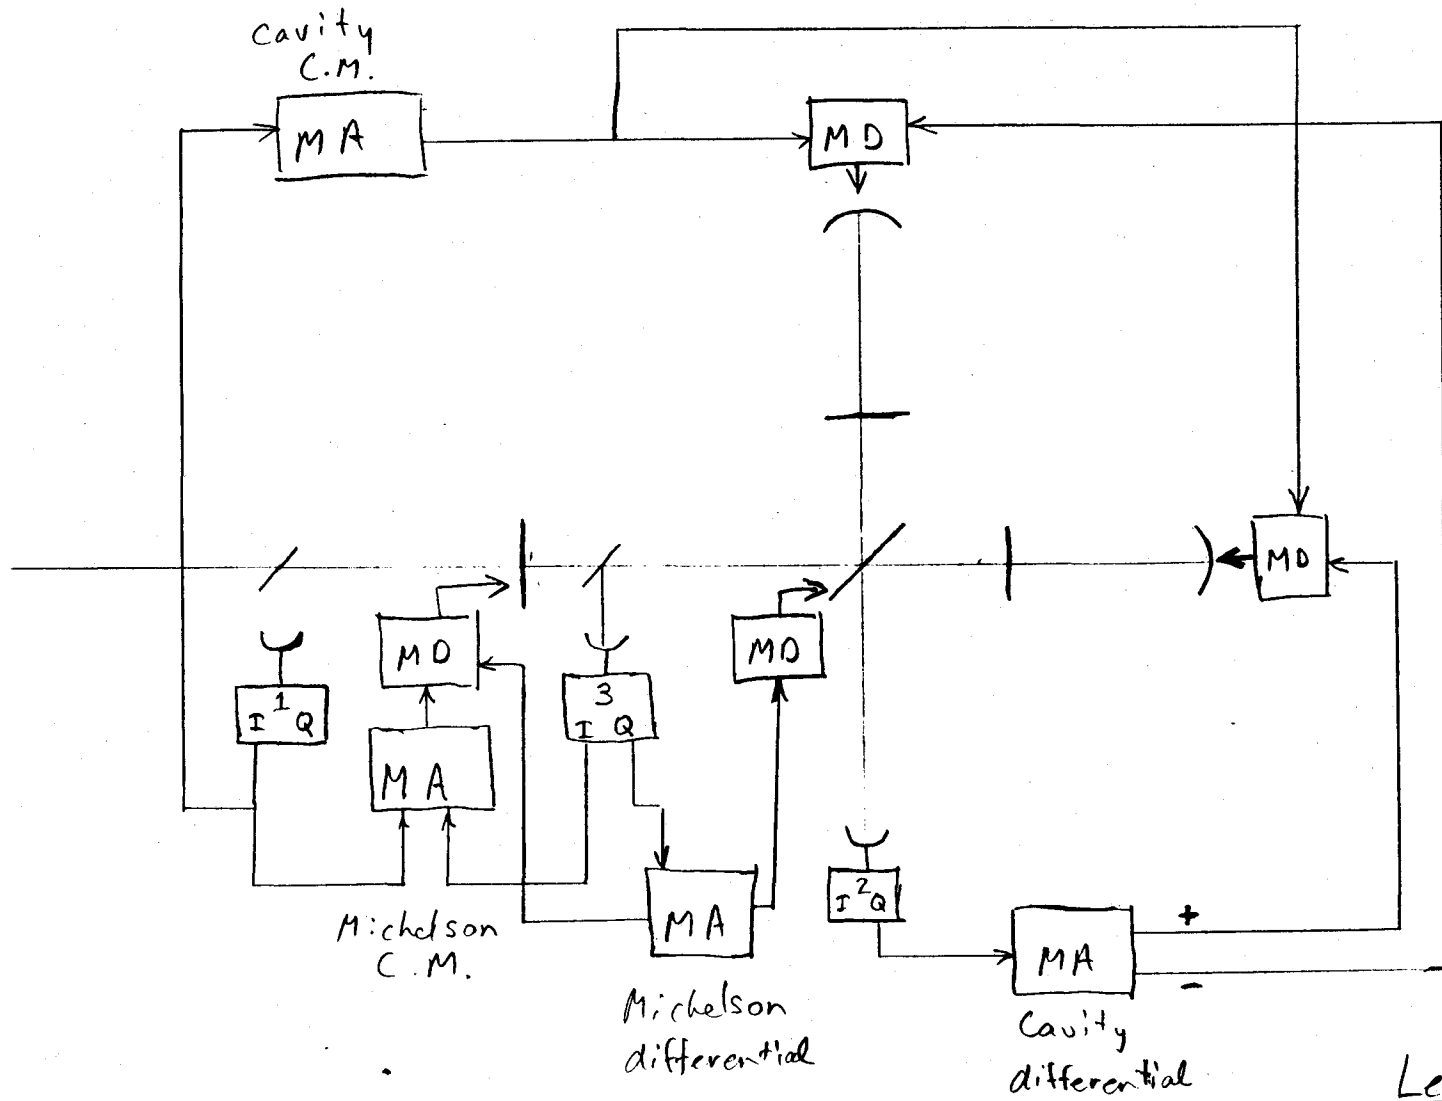 Cavity
C.M.
MA
MD
MD
MD
MD
1
I Q
3
I Q
MA
2
I Q
MA
MA
+
-
Michelson
C.M.
Michelson
differential
Cavity
differential
Le